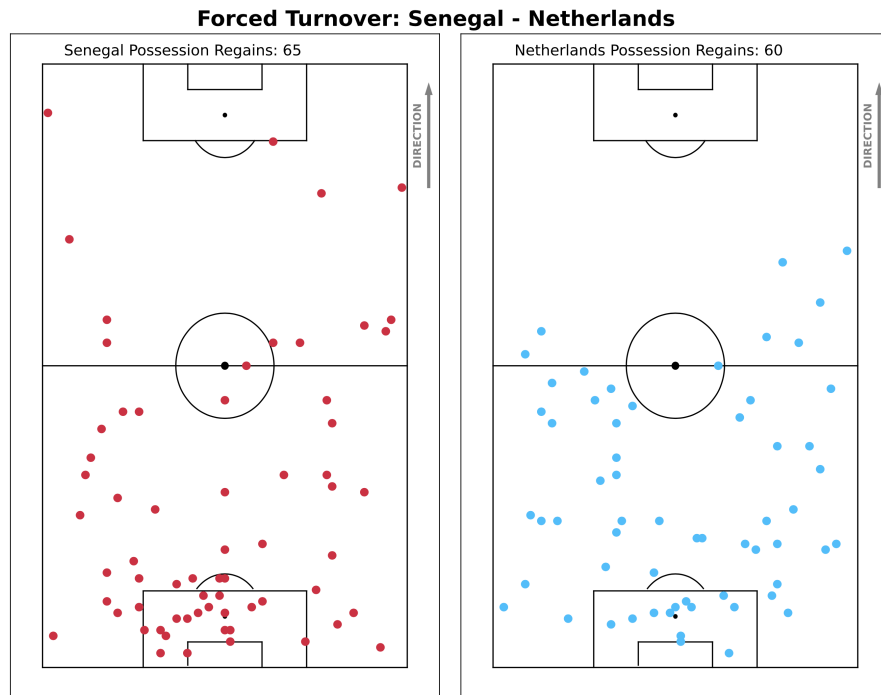 Forced Turnover: Senegal - Netherlands
Senegal Possession Regains: 65
DIRECTION
Netherlands Possession Regains: 60
DIRECTION